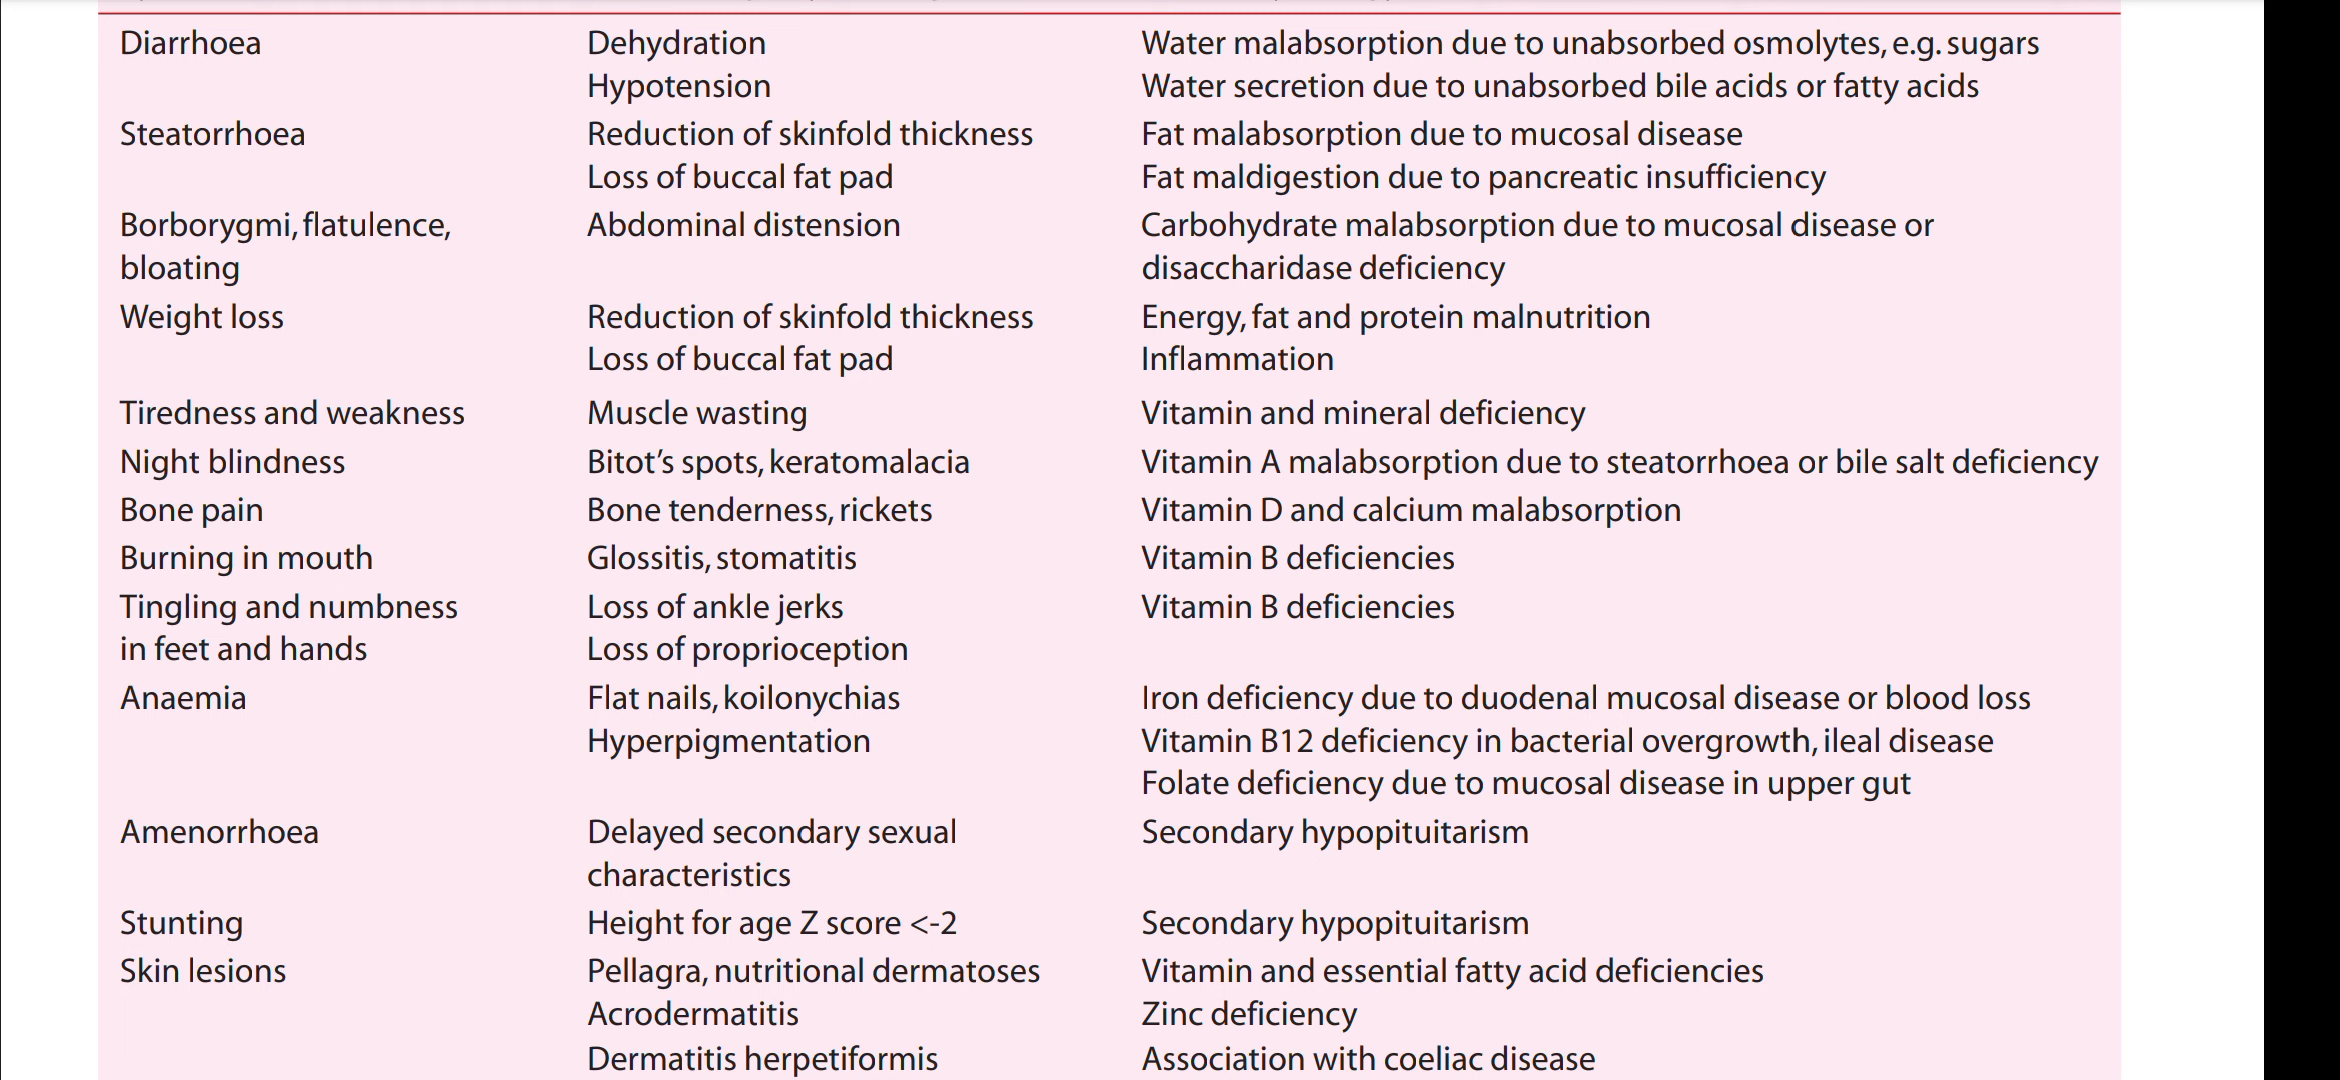 Diarrhoea Dehydration Water malabsorption due to unabsorbed osmolytes, e.g. sugars
Hypotension Water secretion due to unabsorbed bile acids or fatty acids
Steatorrhoea Reduction of skinfold thickness Fat malabsorption due to mucosal disease
Loss of buccal fat pad Fat maldigestion due to pancreatic insufficiency
Borborygmi, flatulence, Abdominal distension Carbohydrate malabsorption due to mucosal disease or
bloating disaccharidase deficiency
Weight loss Reduction of skinfold thickness Energy, fat and protein malnutrition
Loss of buccal fat pad Inflammation
Tiredness and weakness Muscle wasting Vitamin and mineral deficiency
Night blindness Bitot’s spots, keratomalacia Vitamin A malabsorption due to steatorrhoea or bile salt deficiency
Bone pain Bone tenderness, rickets Vitamin D and calcium malabsorption
Burning in mouth Glossitis, stomatitis Vitamin B deficiencies
Tingling and numbness Loss of ankle jerks Vitamin B deficiencies
in feet and hands Loss of proprioception
Anaemia Flat nails, koilonychias Iron deficiency due to duodenal mucosal disease or blood loss
Hyperpigmentation Vitamin B12 deficiency in bacterial overgrowth, ileal disease
Folate deficiency due to mucosal disease in upper gut
Amenorrhoea Delayed secondary sexual Secondary hypopituitarism
characteristics
Stunting Height for age Z score <-2 Secondary hypopituitarism
Skin lesions Pellagra, nutritional dermatoses Vitamin and essential fatty acid deficiencies
Acrodermatitis Zinc deficiency
Dermatitis herpetiformis Association with coeliac disease